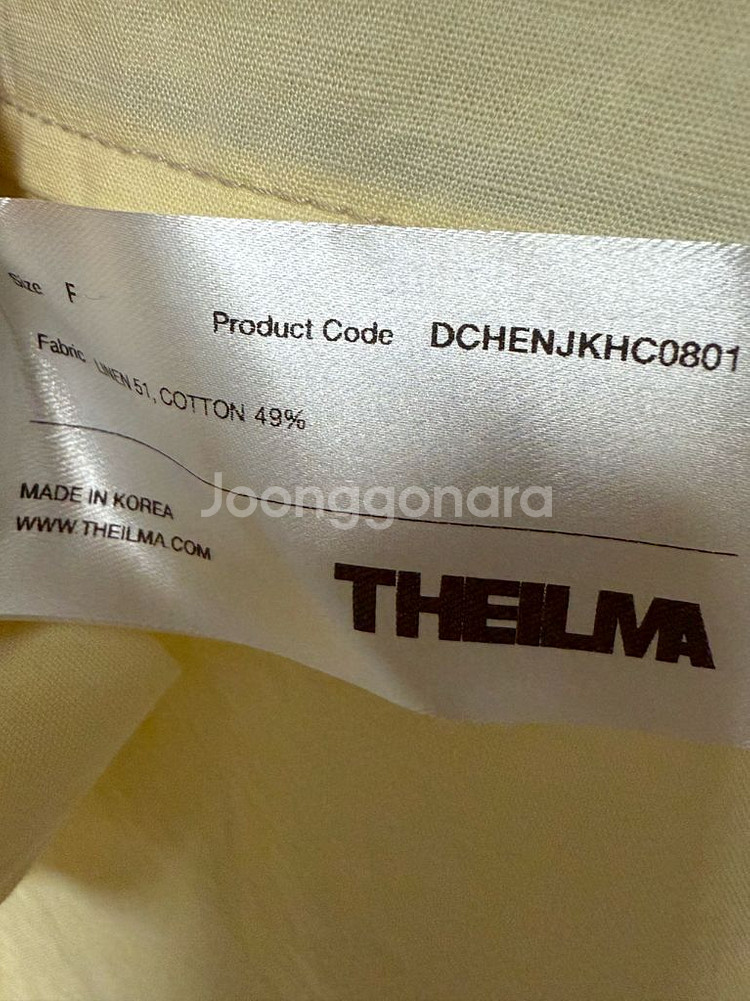 Size F
Product Code DCHENJKHC0801
Fabric LINEN 51, COTTON 49%
MADE IN KOREA
WWW.THEILMA.COM
THEILMA
Joonggonara